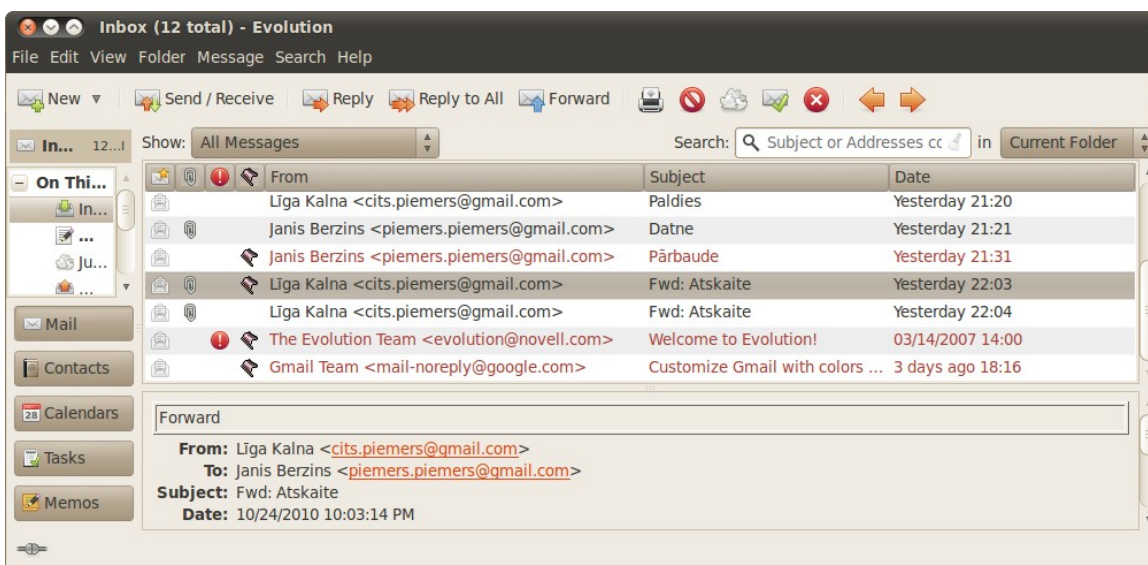 Inbox (12 total) - Evolution
File Edit View Folder Message Search Help
New Send / Receive Reply Reply to All Forward
In... 12...l Show: All Messages Search: Subject or Addresses cc in Current Folder
On Thi...
In...
...
Ju...
...
From Subject Date
Līga Kalna <cits.piemers@gmail.com> Paldies Yesterday 21:20
Janis Berzins <piemers.piemers@gmail.com> Datne Yesterday 21:21
Janis Berzins <piemers.piemers@gmail.com> Pārbaude Yesterday 21:31
Līga Kalna <cits.piemers@gmail.com> Fwd: Atskaite Yesterday 22:03
Līga Kalna <cits.piemers@gmail.com> Fwd: Atskaite Yesterday 22:04
The Evolution Team <evolution@novell.com> Welcome to Evolution! 03/14/2007 14:00
Gmail Team <mail-noreply@google.com> Customize Gmail with colors ... 3 days ago 18:16
Mail
Contacts
28 Calendars
Tasks
Memos
Forward
From: Līga Kalna <cits.piemers@gmail.com>
To: Janis Berzins <piemers.piemers@gmail.com>
Subject: Fwd: Atskaite
Date: 10/24/2010 10:03:14 PM